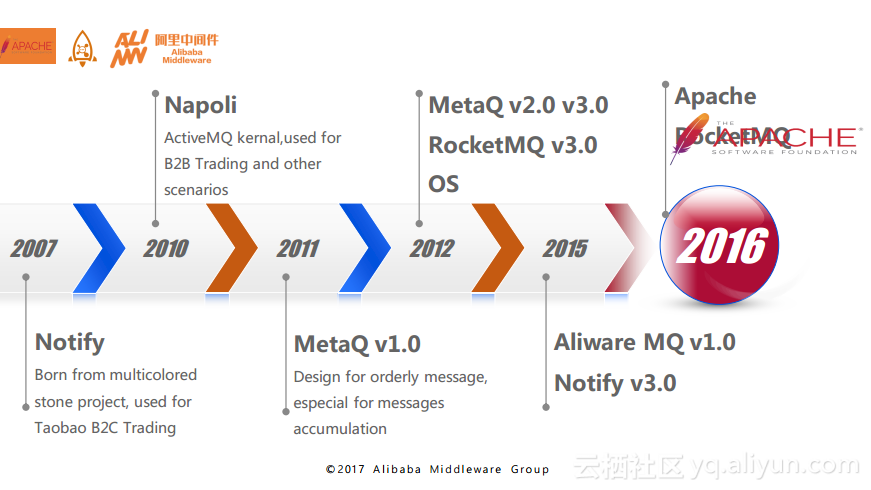 APACHE
ALI
MW
阿里中间件
Alibaba
Middleware
Napoli
ActiveMQ kernal,used for
B2B Trading and other
scenarios
MetaQ v2.0 v3.0
RocketMQ v3.0
OS
Apache
RocketMQ
THE
APACHE®
SOFTWARE FOUNDATION
2007
2010
2011
2012
2015
2016
Notify
Born from multicolored
stone project, used for
Taobao B2C Trading
MetaQ v1.0
Design for orderly message,
especial for messages
accumulation
Aliware MQ v1.0
Notify v3.0
©2017 Alibaba Middleware Group
云栖社区 yq.aliyun.com